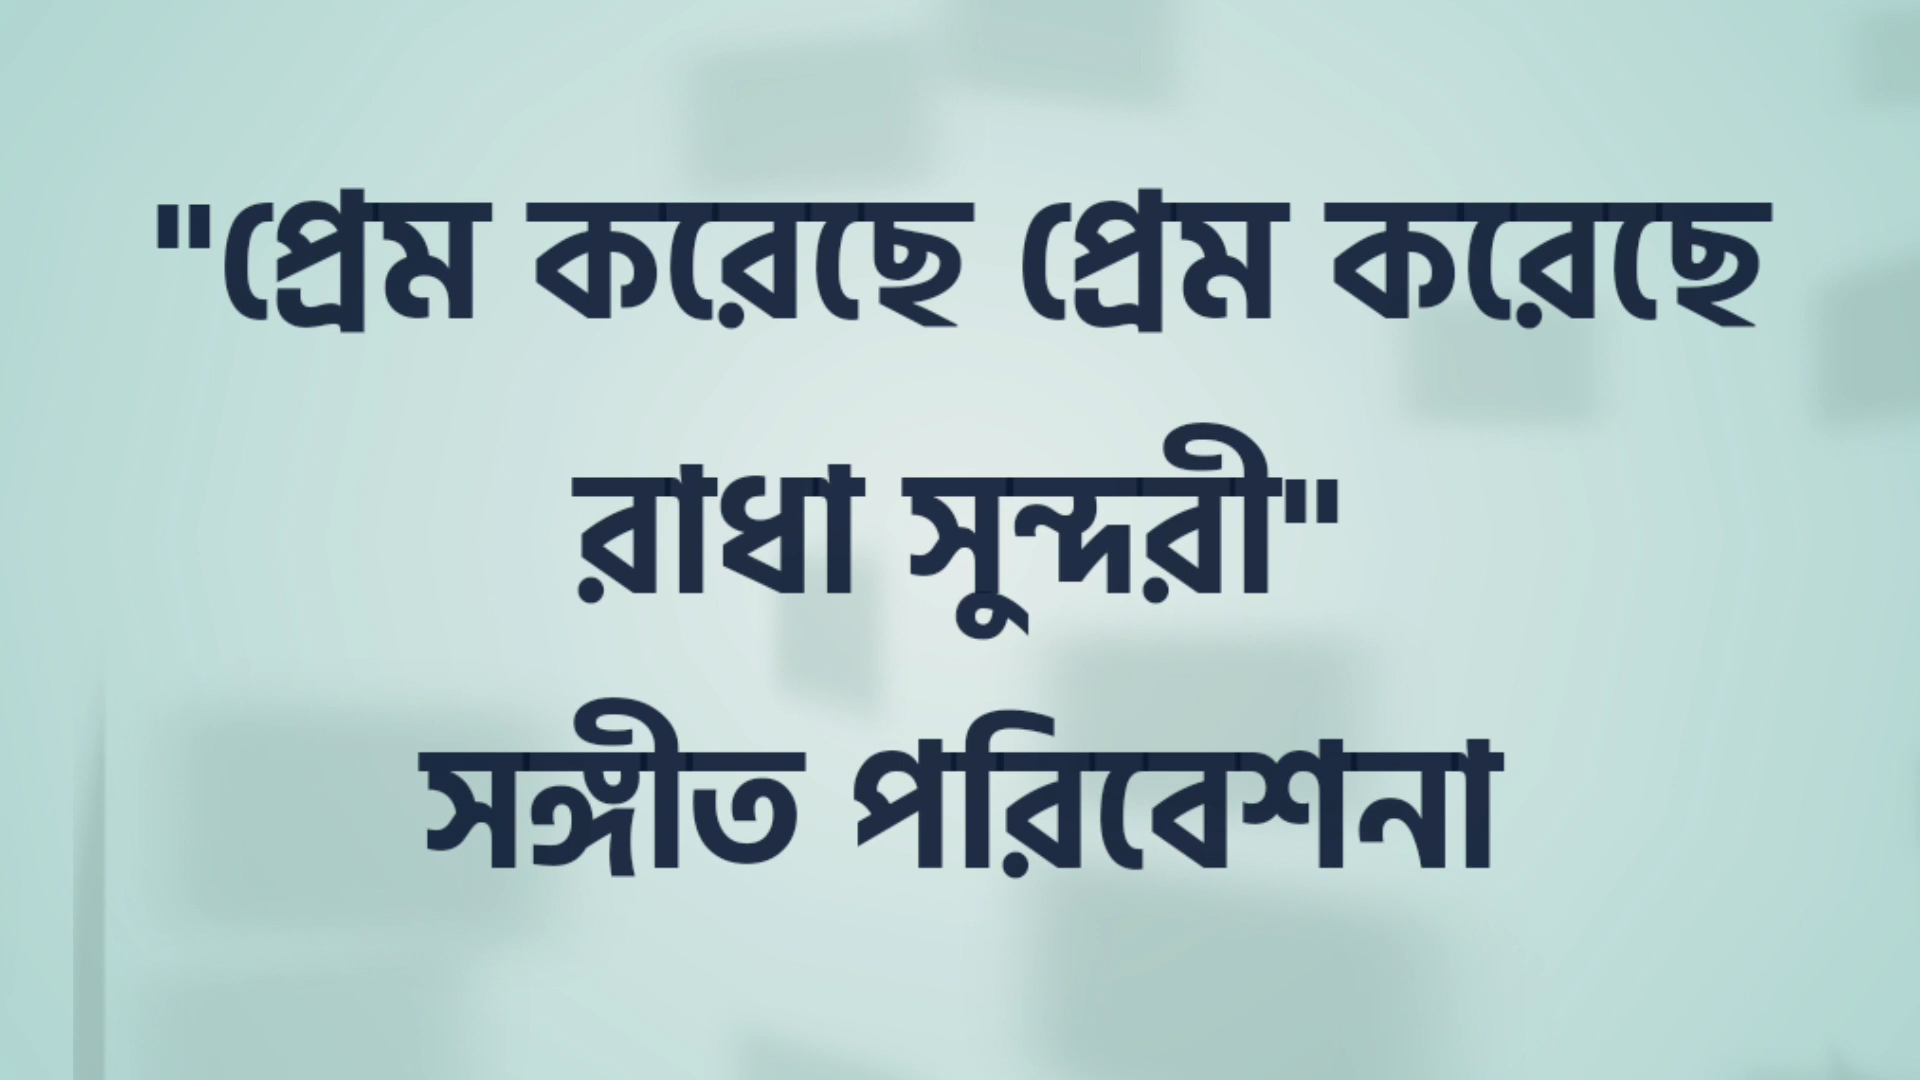 "প্রেম করেছে প্রেম করেছে
রাধা সুন্দরী"
সঙ্গীত পরিবেশনা